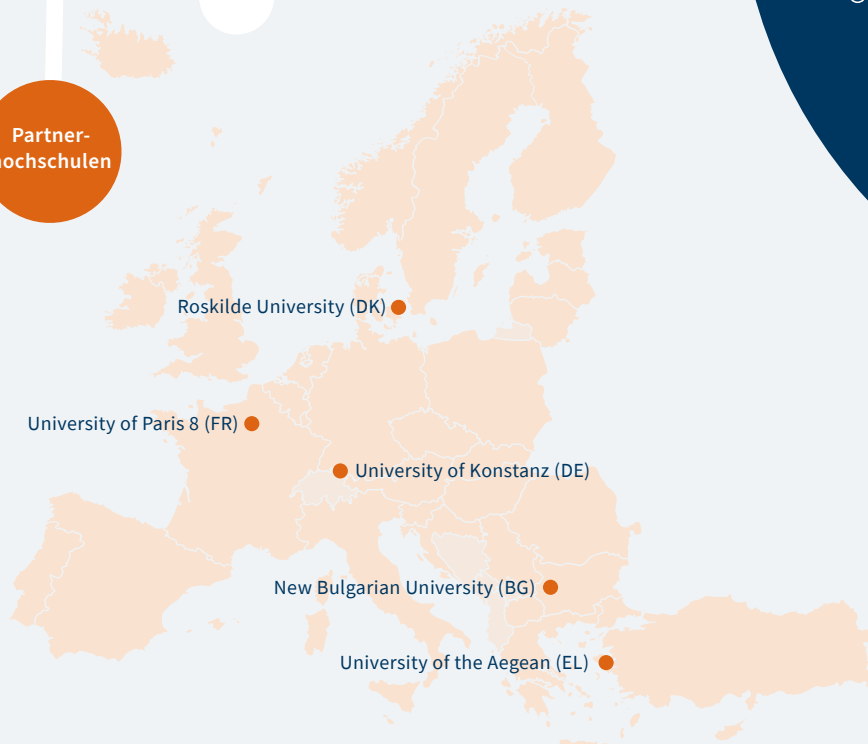 Partner-
hochschulen
Roskilde University (DK)
University of Paris 8 (FR)
University of Konstanz (DE)
New Bulgarian University (BG)
University of the Aegean (EL)